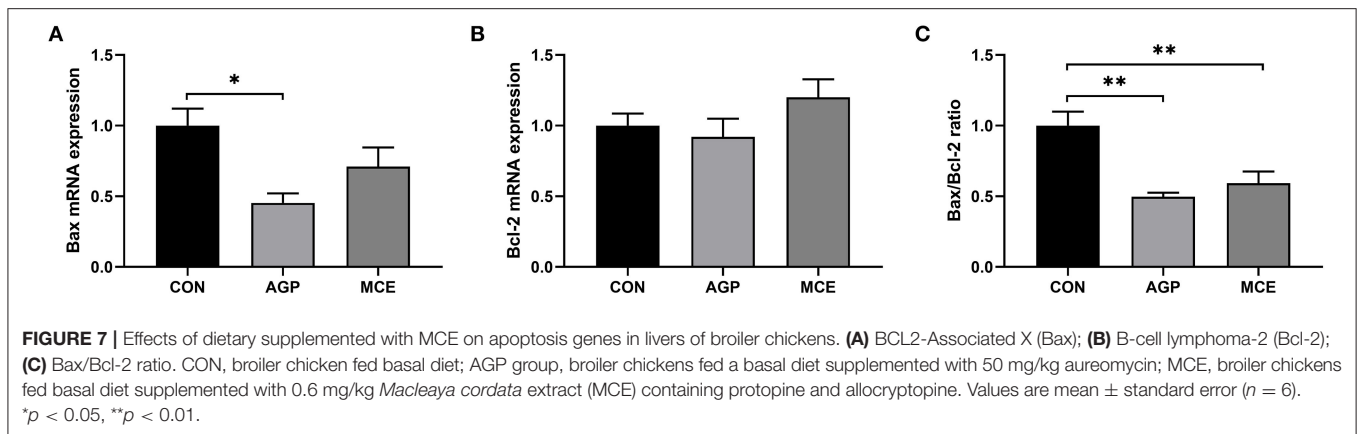 A
B
C
Bax mRNA expression
1.5
1.0
0.5
0.0
*
CON
AGP
MCE
Bcl-2 mRNA expression
1.5
1.0
0.5
0.0
CON
AGP
MCE
Bax/Bcl-2 ratio
1.5
1.0
0.5
0.0
**
**
CON
AGP
MCE
FIGURE 7 | Effects of dietary supplemented with MCE on apoptosis genes in livers of broiler chickens. (A) BCL2-Associated X (Bax); (B) B-cell lymphoma-2 (Bcl-2);
(C) Bax/Bcl-2 ratio. CON, broiler chicken fed basal diet; AGP group, broiler chickens fed a basal diet supplemented with 50 mg/kg aureomycin; MCE, broiler chickens
fed basal diet supplemented with 0.6 mg/kg Macleaya cordata extract (MCE) containing protopine and allocryptopine. Values are mean ± standard error (n = 6).
*p < 0.05, **p < 0.01.